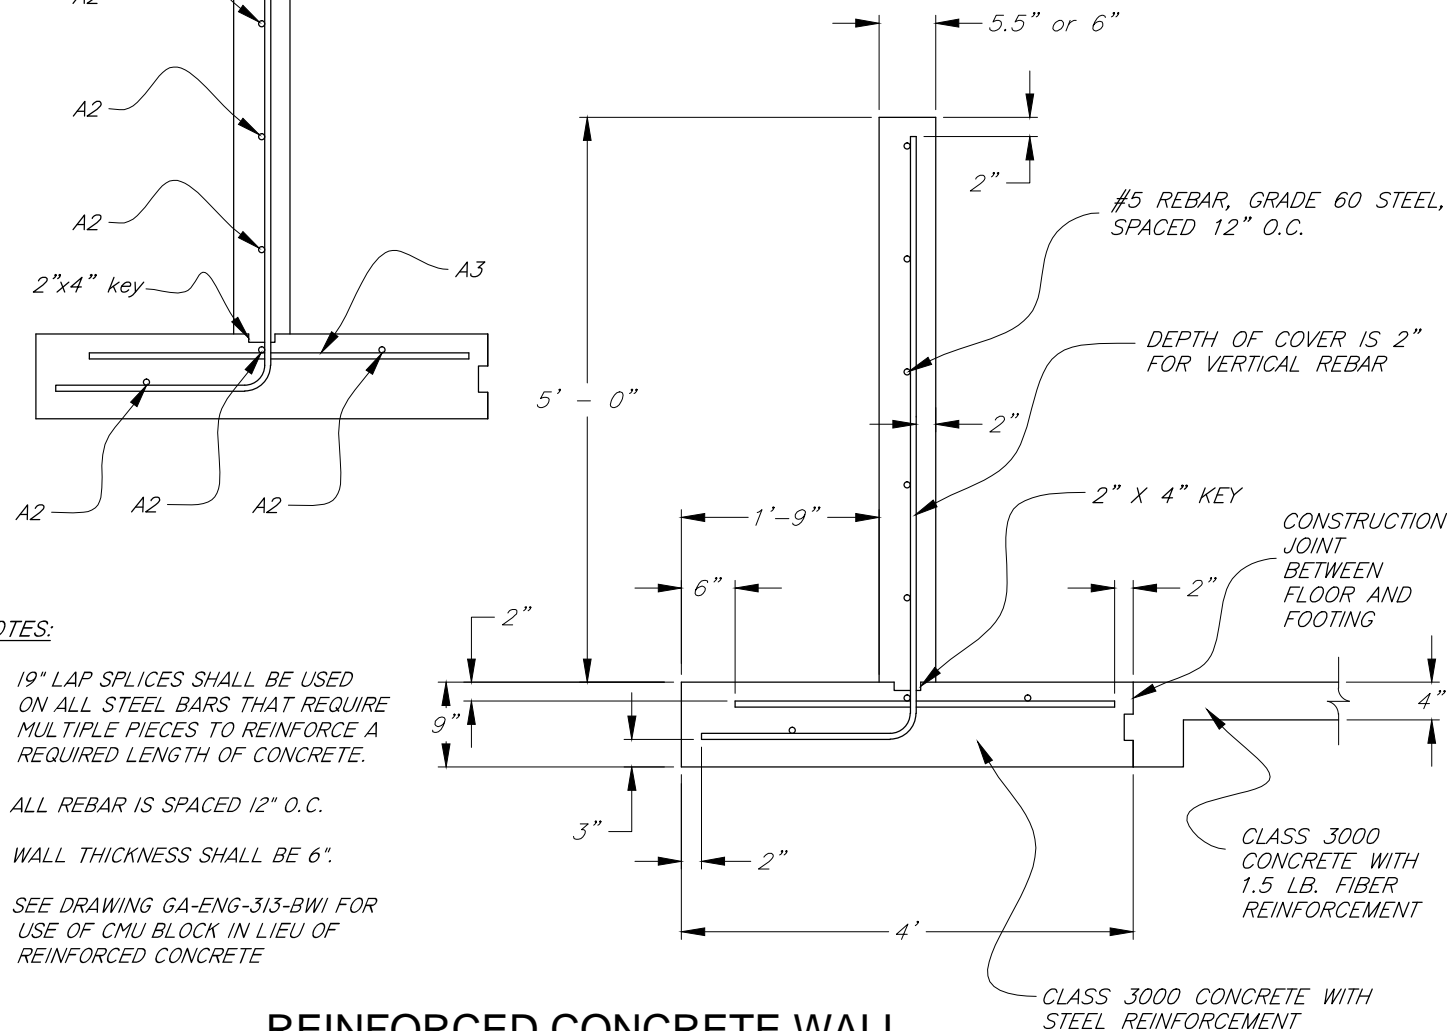 A2
A2
A2
2"x4" key
A3
A2
A2
A2
5.5" or 6"
2"
#5 REBAR, GRADE 60 STEEL,
SPACED 12" O.C.
DEPTH OF COVER IS 2"
FOR VERTICAL REBAR
5' - 0"
2"
2" X 4" KEY
1'-9"
CONSTRUCTION
JOINT
BETWEEN
FLOOR AND
FOOTING
6"
2"
2"
9"
4"
3"
2"
4'
CLASS 3000
CONCRETE WITH
1.5 LB. FIBER
REINFORCEMENT
CLASS 3000 CONCRETE WITH
STEEL REINFORCEMENT
OTES:
19" LAP SPLICES SHALL BE USED
ON ALL STEEL BARS THAT REQUIRE
MULTIPLE PIECES TO REINFORCE A
REQUIRED LENGTH OF CONCRETE.
ALL REBAR IS SPACED 12" O.C.
WALL THICKNESS SHALL BE 6".
SEE DRAWING GA-ENG-313-BW1 FOR
USE OF CMU BLOCK IN LIEU OF
REINFORCED CONCRETE
REINFORCED CONCRETE WALL